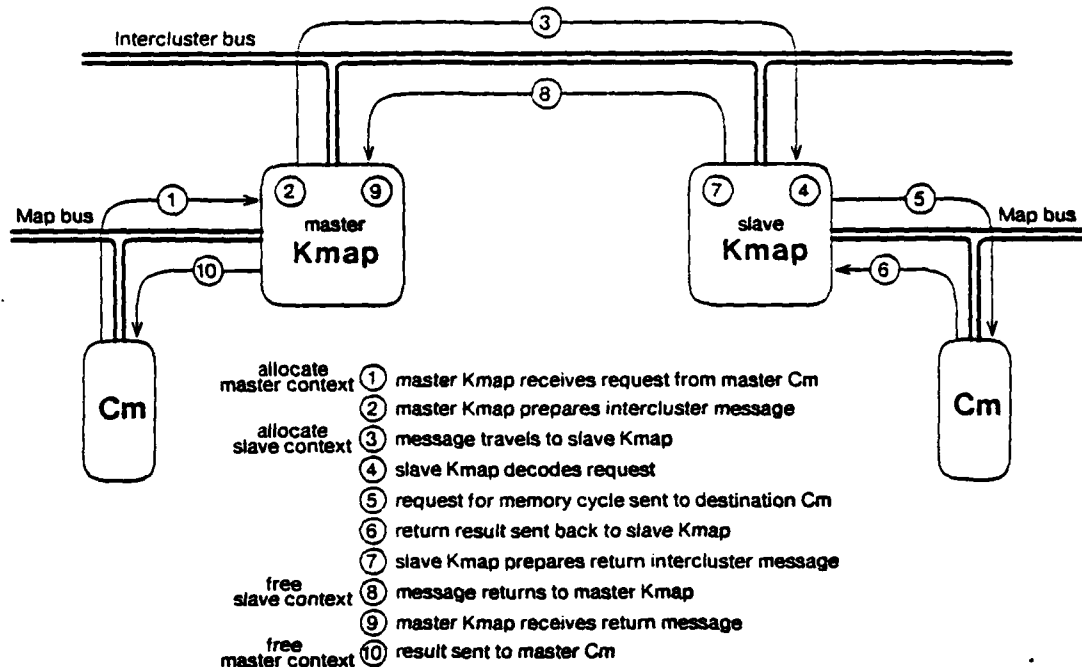 ③
Intercluster bus
⑧
① ② ⑨ ⑦ ④ ⑤
Map bus master slave Map bus
Kmap Kmap
⑩ ⑥
Cm Cm
allocate
master context ① master Kmap receives request from master Cm
② master Kmap prepares intercluster message
allocate
slave context ③ message travels to slave Kmap
④ slave Kmap decodes request
⑤ request for memory cycle sent to destination Cm
⑥ return result sent back to slave Kmap
⑦ slave Kmap prepares return intercluster message
free
slave context ⑧ message returns to master Kmap
⑨ master Kmap receives return message
free
master context ⑩ result sent to master Cm